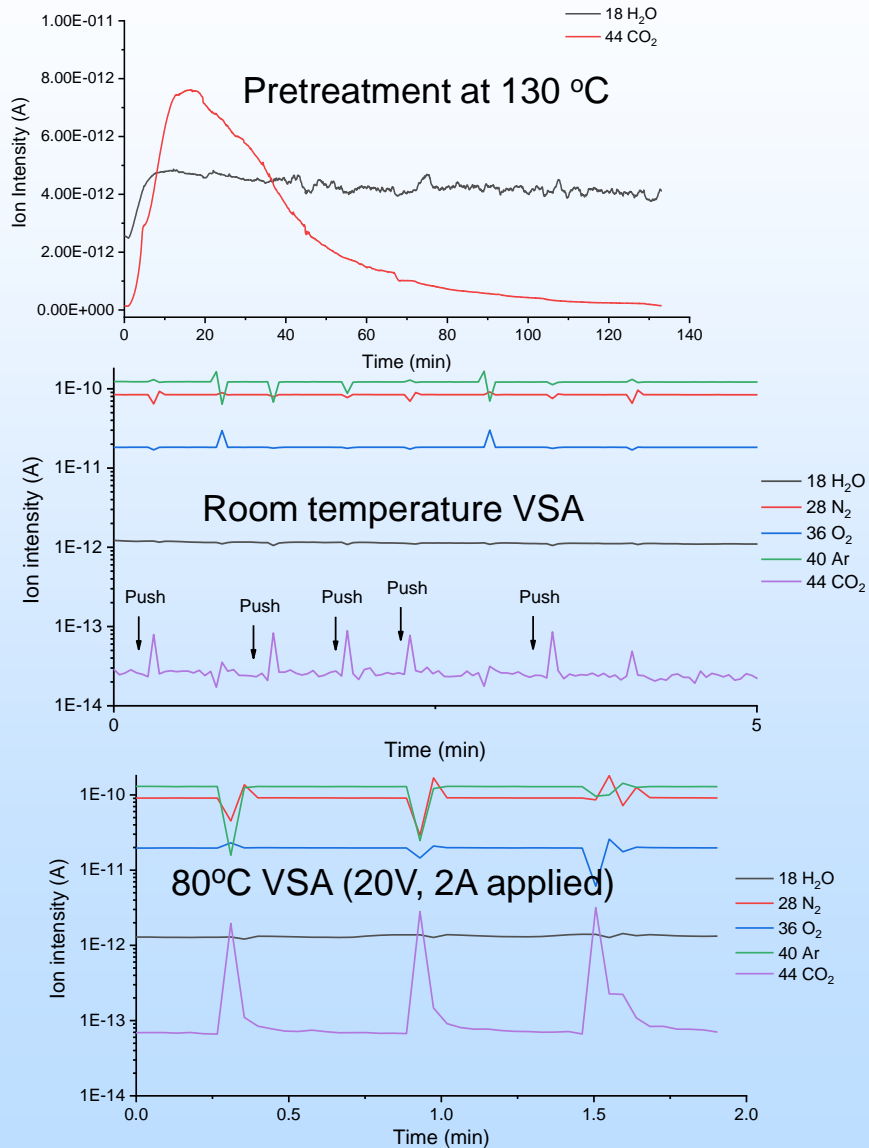 18 H₂O
44 CO₂
Pretreatment at 130 ºC
Ion Intensity (A)
1.00E-011
8.00E-012
6.00E-012
4.00E-012
2.00E-012
0.00E+000
0 20 40 60 80 100 120 140
Time (min)
Ion intensity (A)
1E-10
1E-11
1E-12
1E-13
1E-14
Room temperature VSA
18 H₂O
28 N₂
36 O₂
40 Ar
44 CO₂
Push Push Push Push Push
0 5
Time (min)
Ion intensity (A)
1E-10
1E-11
1E-12
1E-13
1E-14
80ºC VSA (20V, 2A applied)
18 H₂O
28 N₂
36 O₂
40 Ar
44 CO₂
0.0 0.5 1.0 1.5 2.0
Time (min)